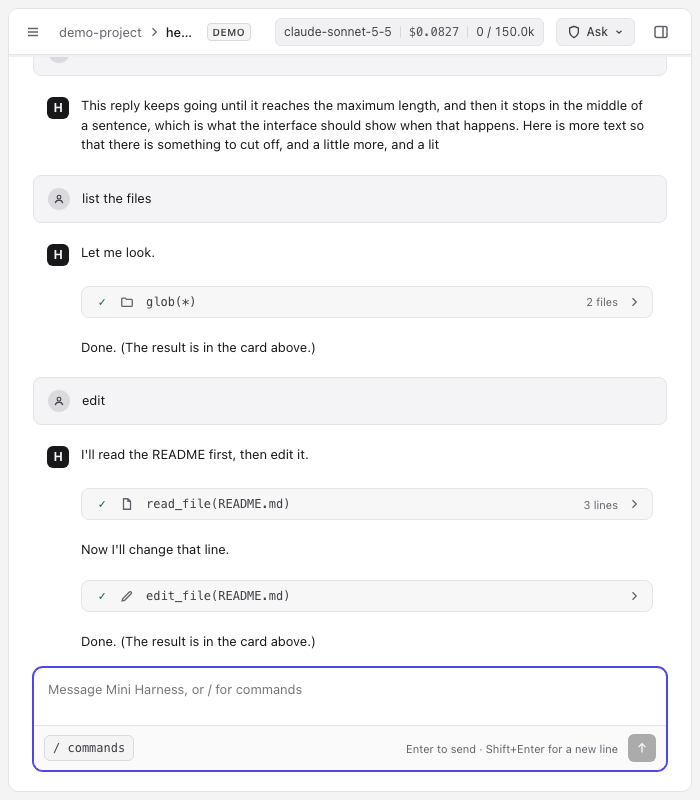 demo-project > he... DEMO claude-sonnet-5-5 $0.0827 0 / 150.0k Ask
H This reply keeps going until it reaches the maximum length, and then it stops in the middle of
a sentence, which is what the interface should show when that happens. Here is more text so
that there is something to cut off, and a little more, and a lit
list the files
H Let me look.
✓ glob(*) 2 files >
Done. (The result is in the card above.)
edit
H I'll read the README first, then edit it.
✓ read_file(README.md) 3 lines >
Now I'll change that line.
✓ edit_file(README.md) >
Done. (The result is in the card above.)
Message Mini Harness, or / for commands
/ commands Enter to send · Shift+Enter for a new line